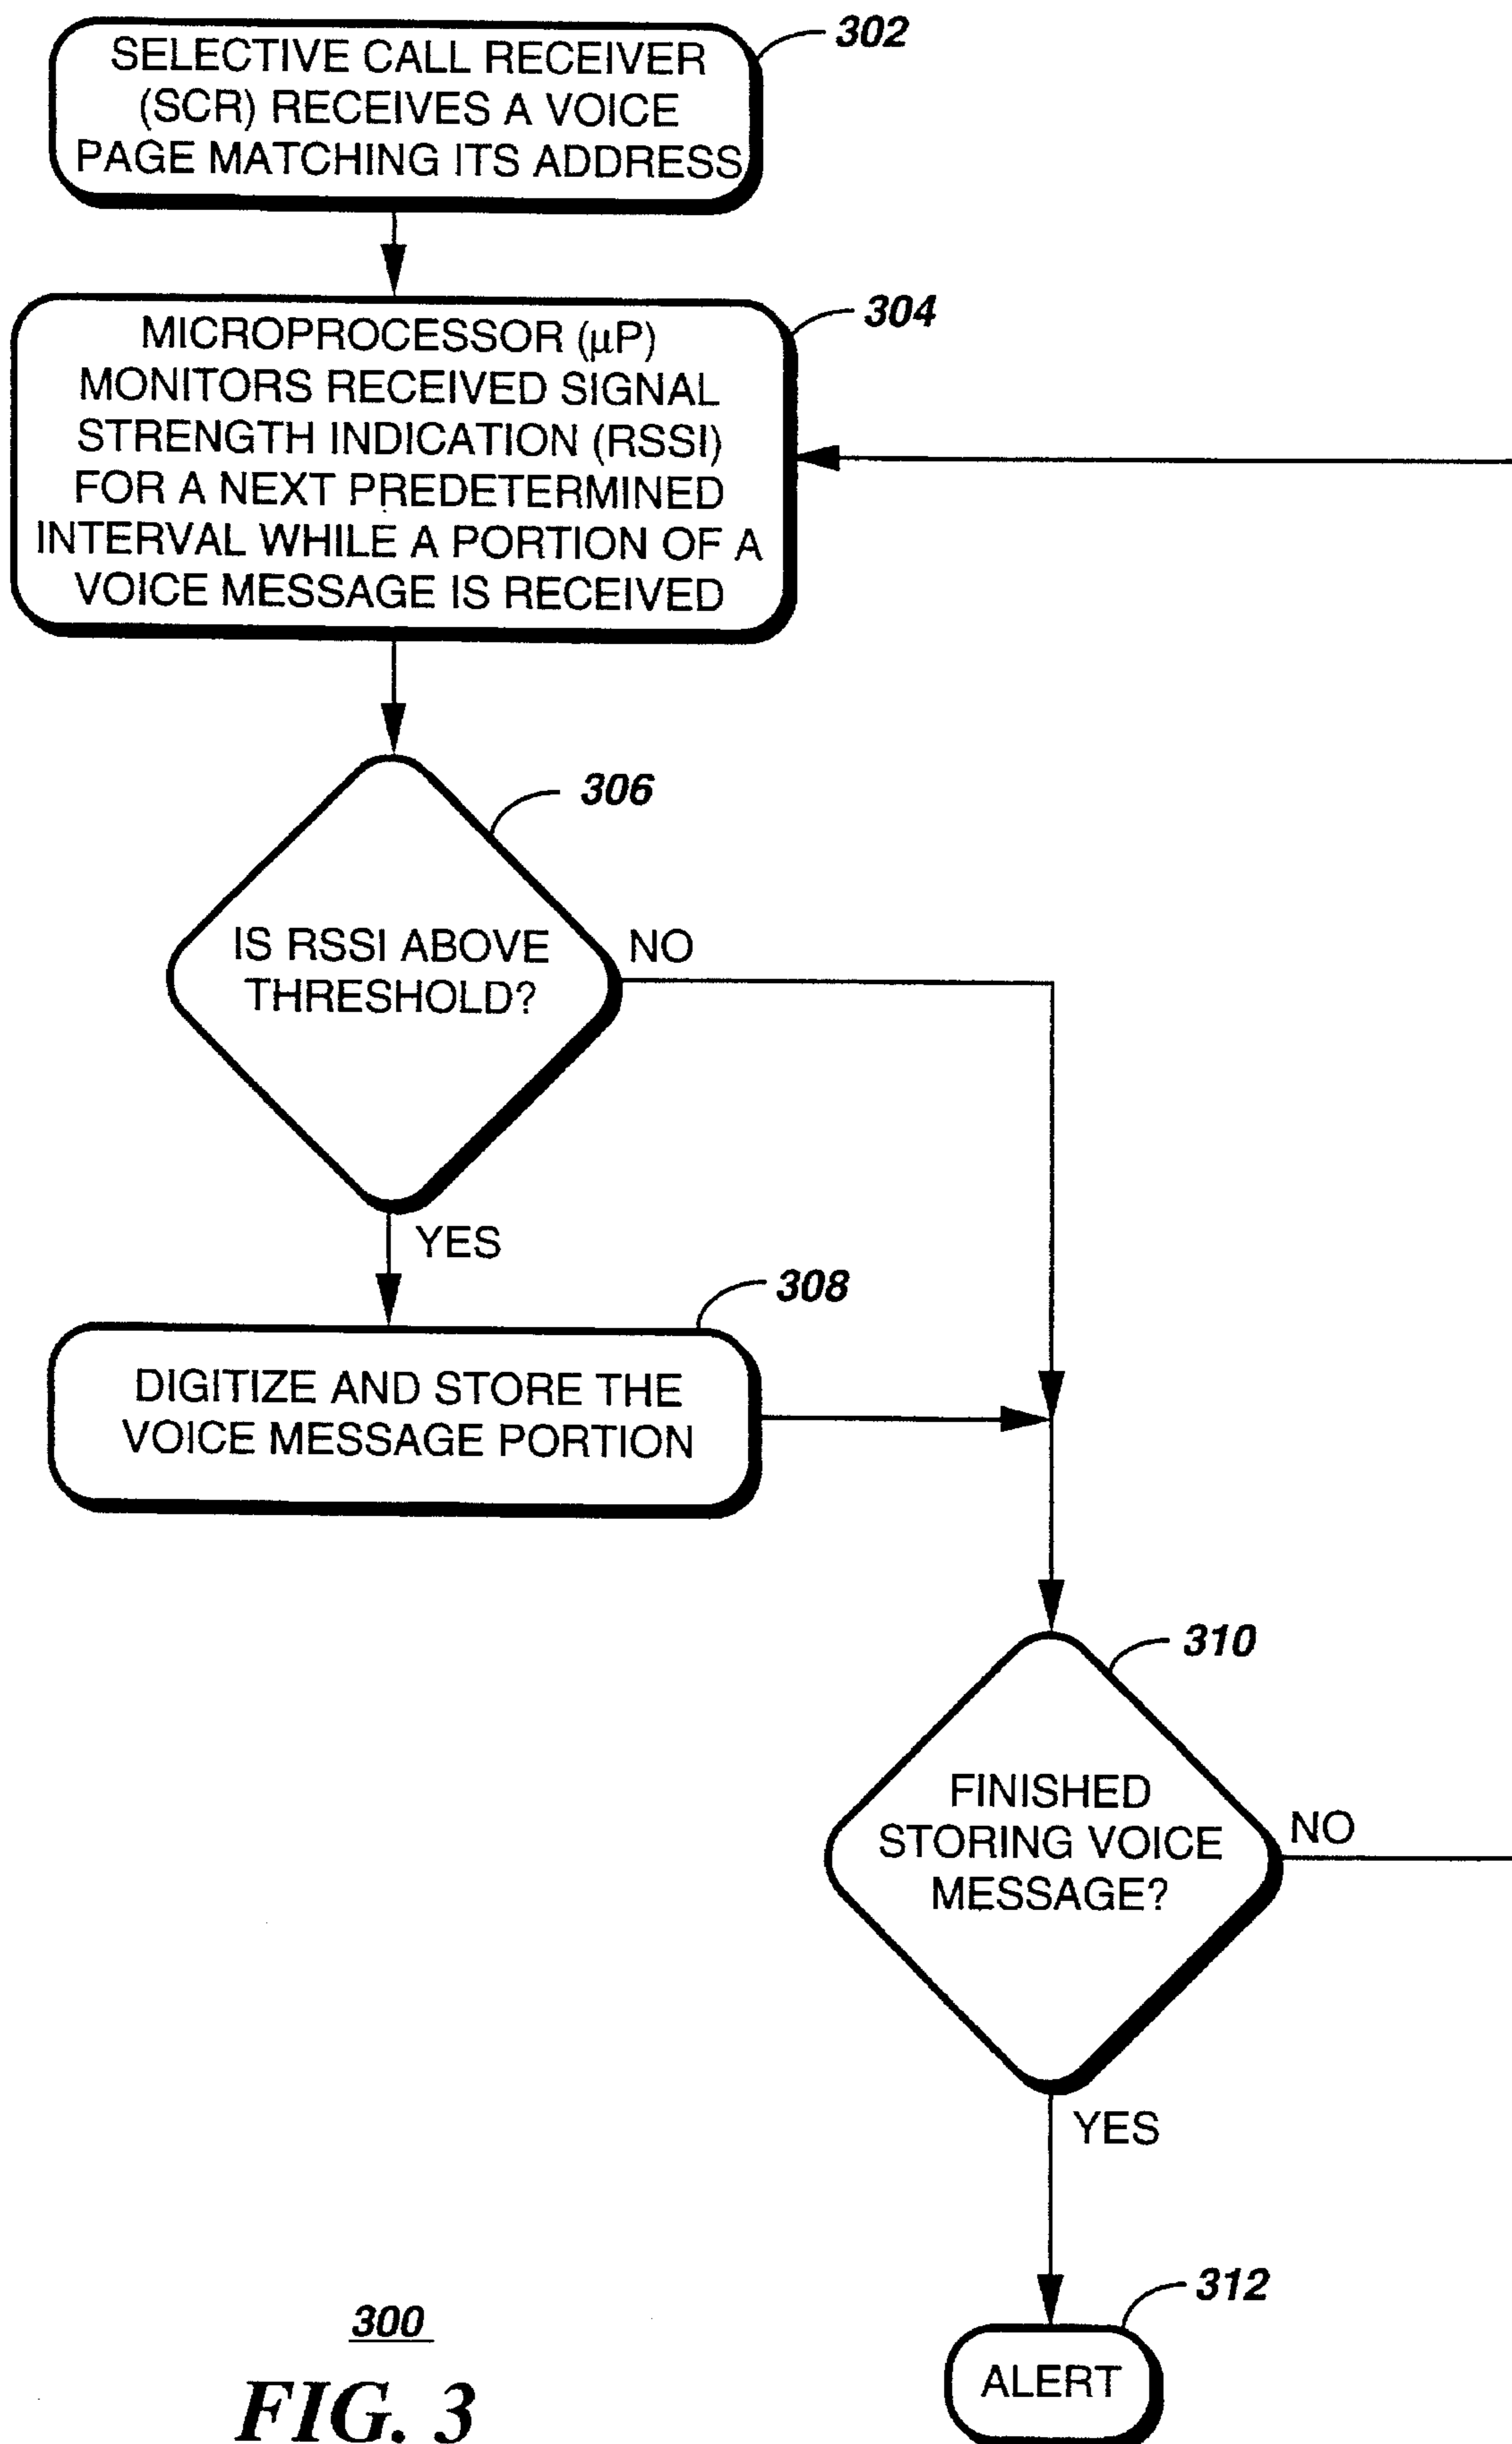 302
SELECTIVE CALL RECEIVER
(SCR) RECEIVES A VOICE
PAGE MATCHING ITS ADDRESS
304
MICROPROCESSOR (µP)
MONITORS RECEIVED SIGNAL
STRENGTH INDICATION (RSSI)
FOR A NEXT PREDETERMINED
INTERVAL WHILE A PORTION OF A
VOICE MESSAGE IS RECEIVED
306
IS RSSI ABOVE
THRESHOLD?
NO
YES
308
DIGITIZE AND STORE THE
VOICE MESSAGE PORTION
310
FINISHED
STORING VOICE
MESSAGE?
NO
YES
312
ALERT
300
FIG. 3